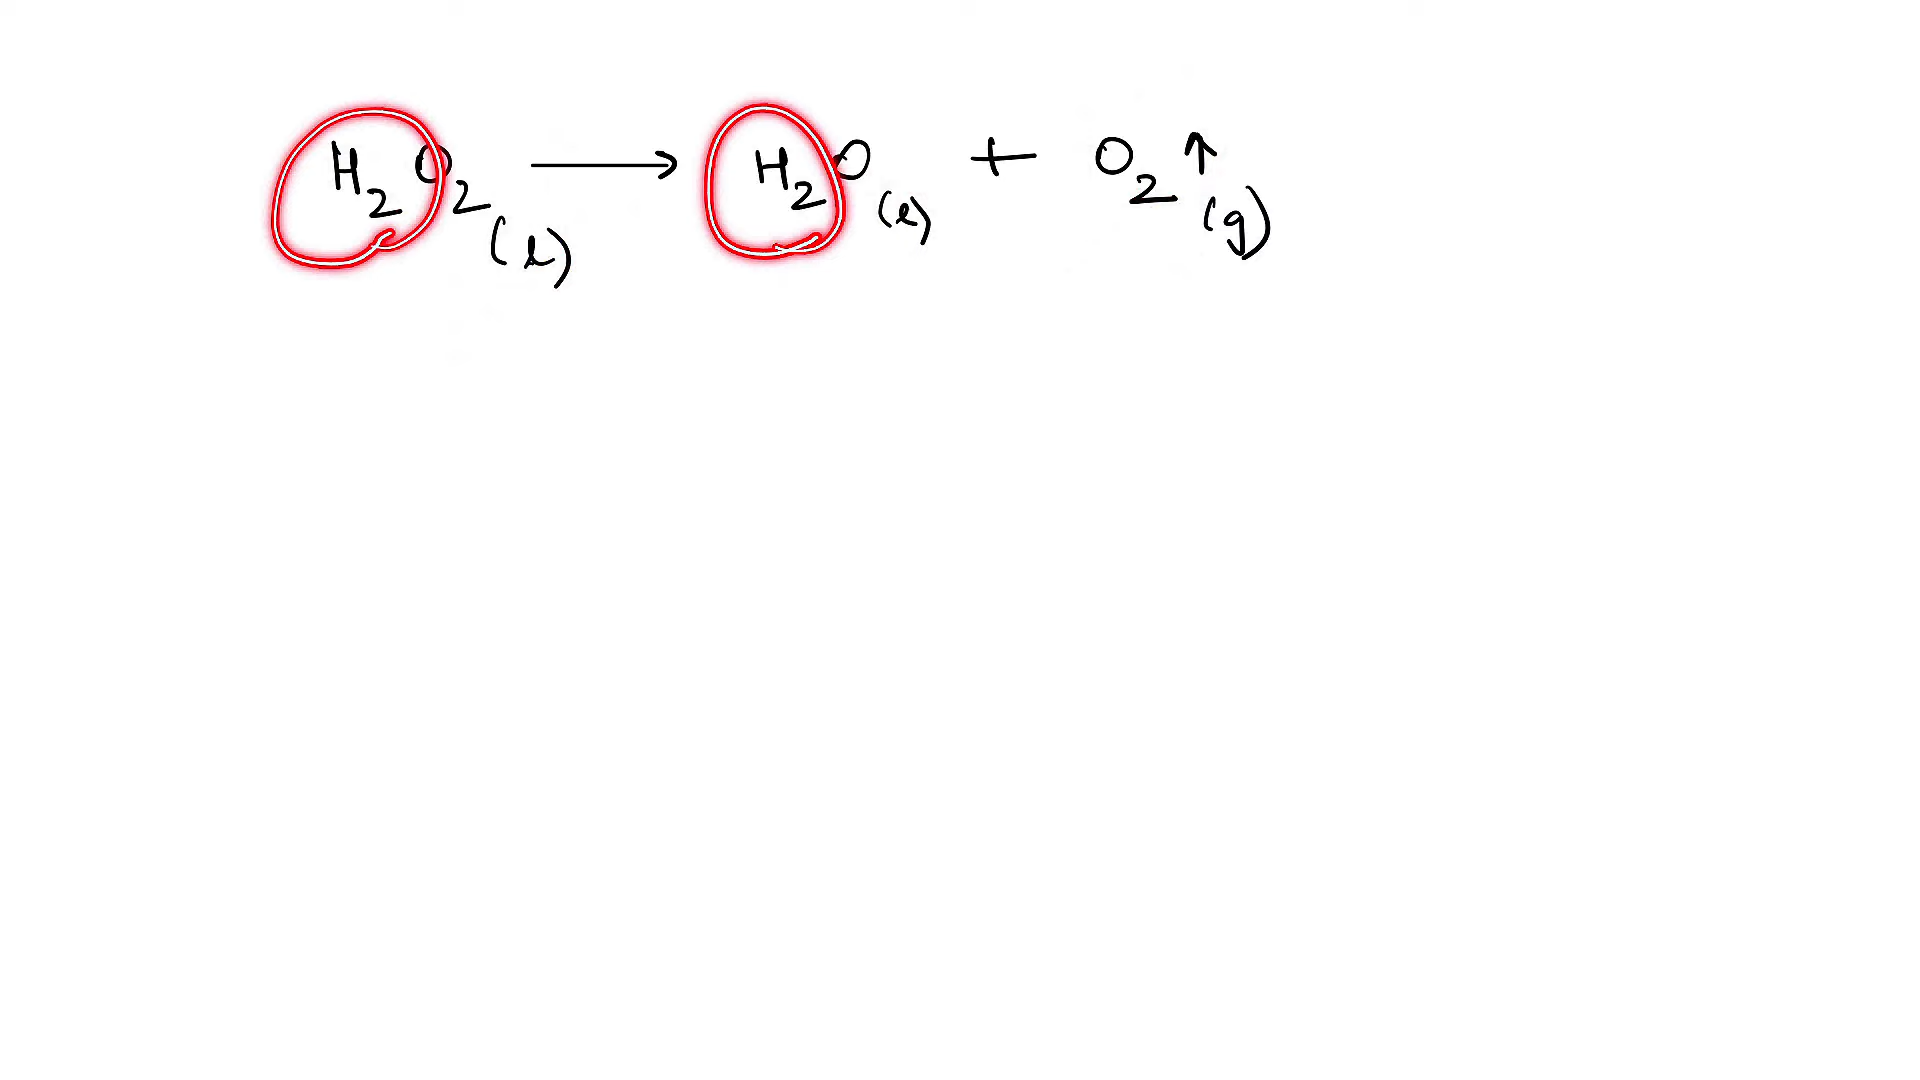 H₂O₂(l) ⟶ H₂O(l) + O₂↑(g)